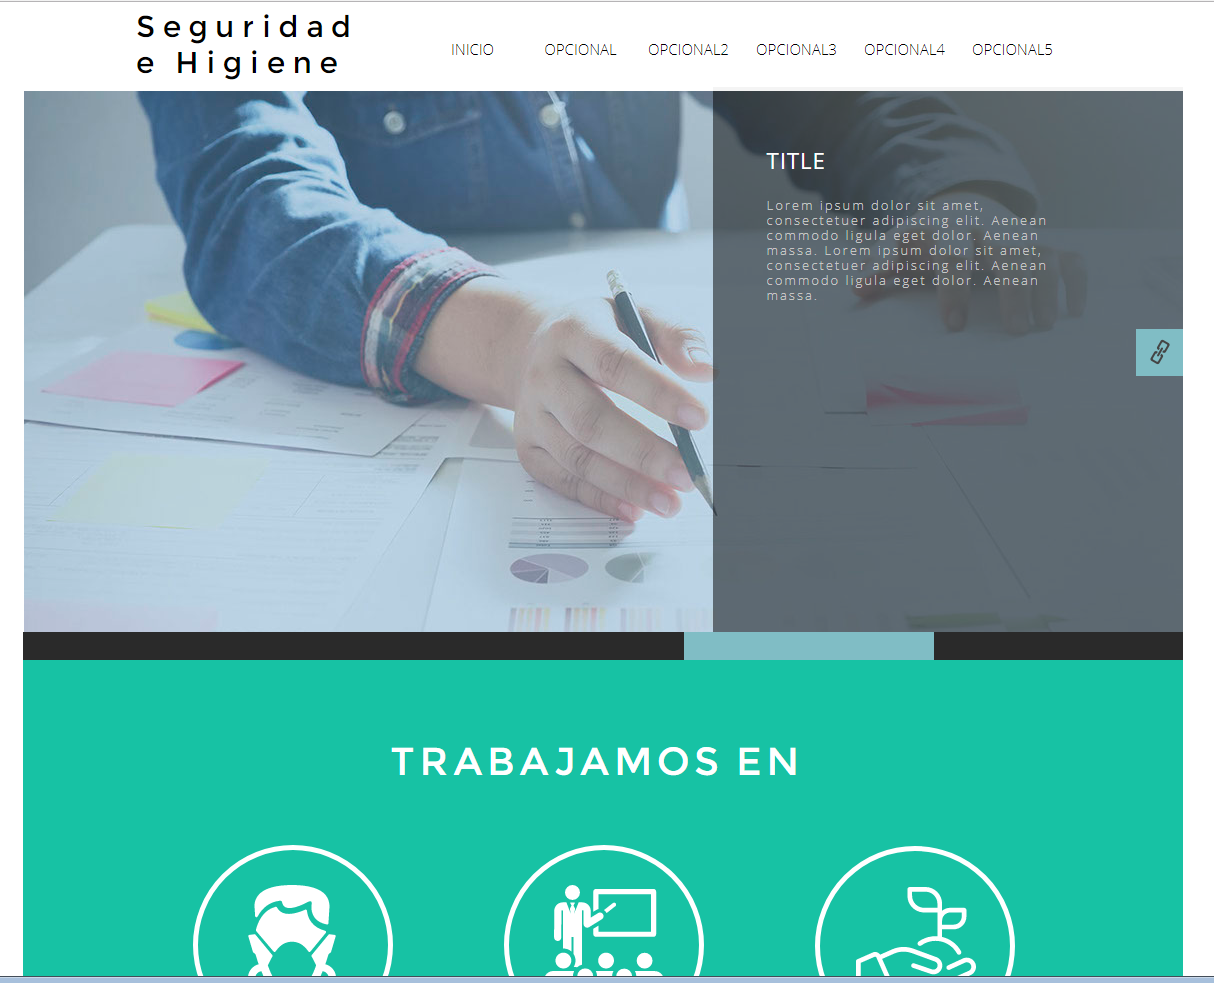 Seguridad
e Higiene
INICIO OPCIONAL OPCIONAL2 OPCIONAL3 OPCIONAL4 OPCIONAL5
TITLE
Lorem ipsum dolor sit amet,
consectetuer adipiscing elit. Aenean
commodo ligula eget dolor. Aenean
massa. Lorem ipsum dolor sit amet,
consectetuer adipiscing elit. Aenean
commodo ligula eget dolor. Aenean
massa.
TRABAJAMOS EN